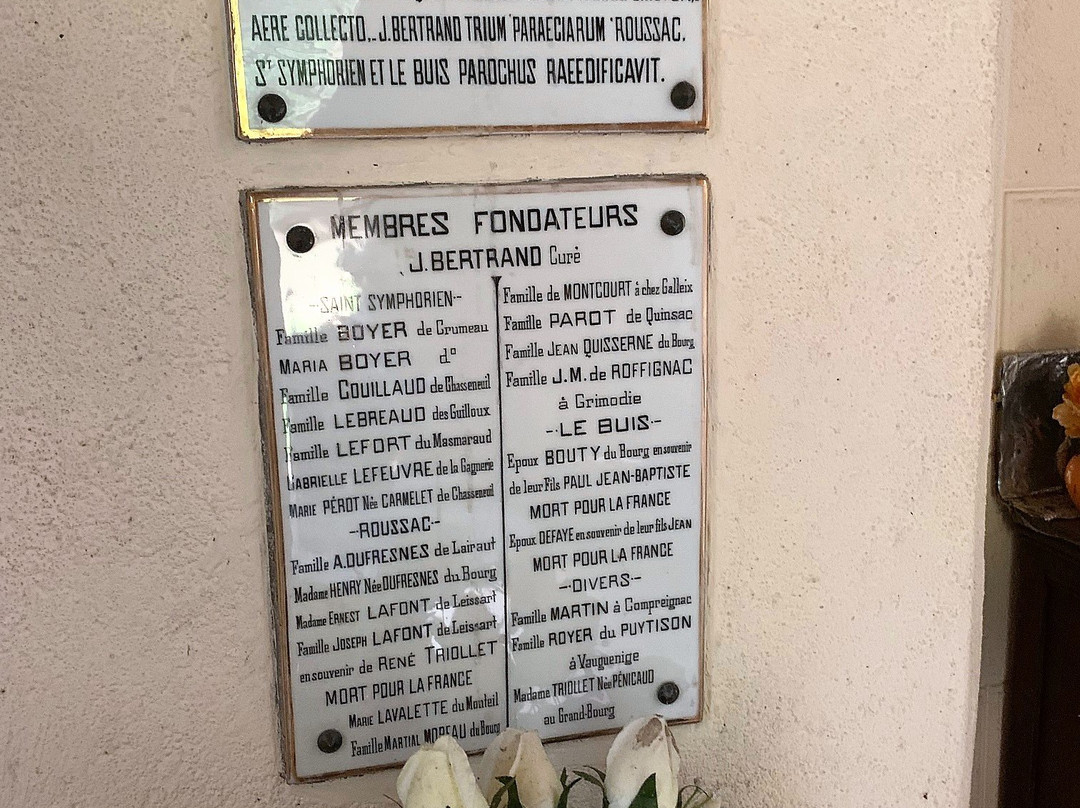 AERE COLLECTO,_J.BERTRAND TRIUM PARAECIARUM ROUSSAC,
ST SYMPHORIEN ET LE BUIS PAROCHUS RAEEDIFICAVIT.
MEMBRES FONDATEURS
J.BERTRAND Curé
-SAINT SYMPHORIEN-
Famille BOYER de Grumeau
MARIA BOYER d°
Famille COUILLAUD de Chasseneuil
Famille LEBREAUD des Guilloux
Famille LEFORT du Masmaraud
GABRIELLE LEFEUVRE de la Gagnerie
MARIE PÉROT Née CARMELET de Chasseneuil
-ROUSSAC-
Famille A.DUFRESNES de Lairaut
Madame HENRY Née DUFRESNES du Bourg
Madame ERNEST LAFONT de Leissart
Famille JOSEPH LAFONT de Leissart
en souvenir de RENÉ TRIOLLET
MORT POUR LA FRANCE
MARIE LAVALETTE du Monteil
Famille MARTIAL MOREAU du Bourg
Famille de MONTCOURT à chez Galleix
Famille PAROT de Quinsac
Famille JEAN QUISSERNE du Bourg
Famille J.M. de ROFFIGNAC
à Grimodie
-LE BUIS-
Epoux BOUTY du Bourg en souvenir
de leur Fils PAUL JEAN-BAPTISTE
MORT POUR LA FRANCE
Epoux DEFAYE en souvenir de leur fils JEAN
MORT POUR LA FRANCE
-DIVERS-
Famille MARTIN à Compreignac
Famille ROYER du PUYTISON
à Vauguenige
Madame TRIOLLET Née PÉNICAUD
au Grand-Bourg